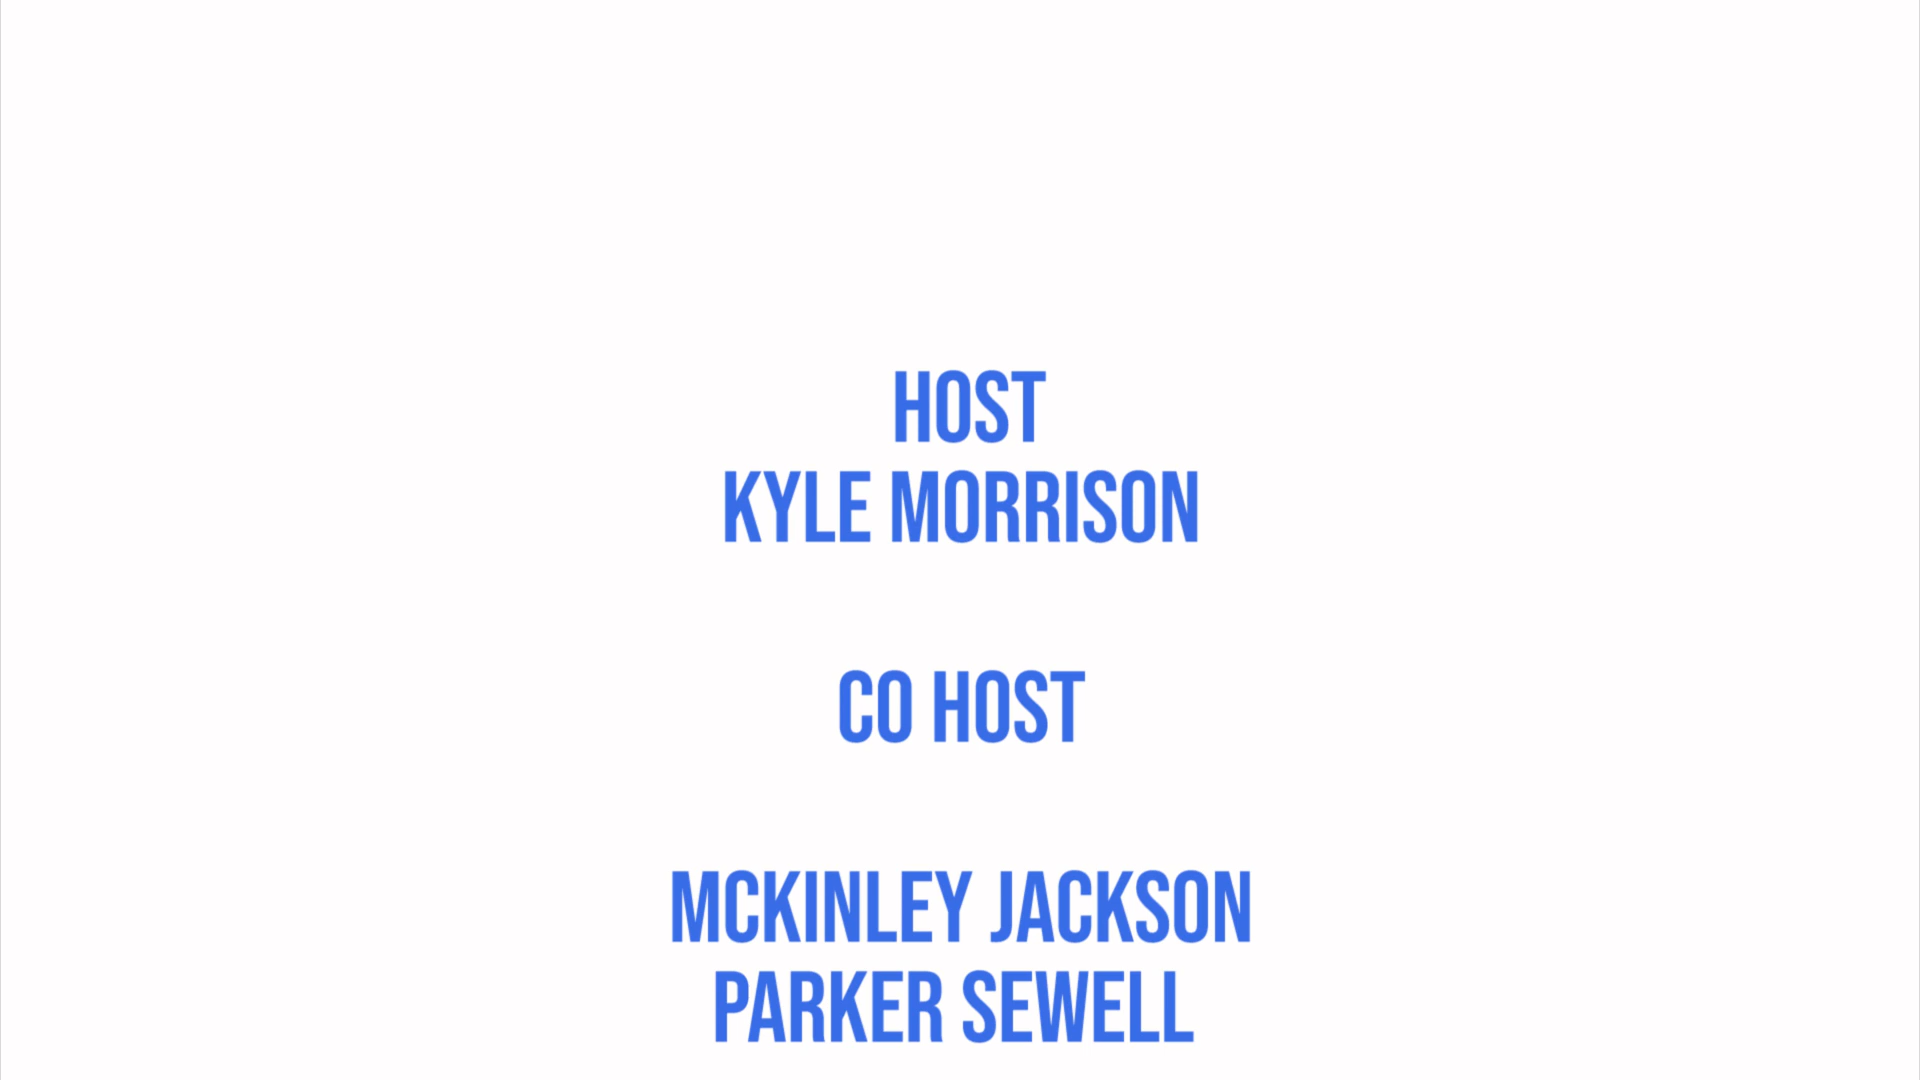 HOST
KYLE MORRISON
CO HOST
MCKINLEY JACKSON
PARKER SEWELL